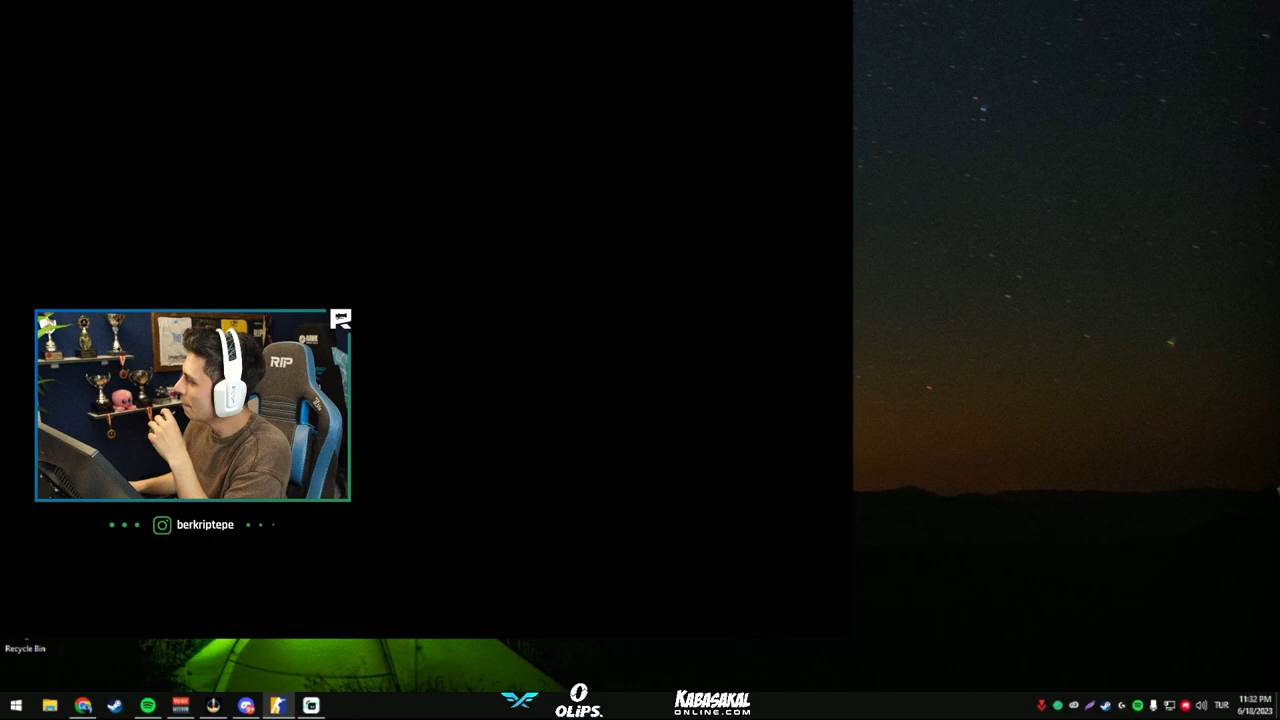 RIP
berkriptepe
Recycle Bin
OLiPS.
KABASAKAL
ONLINE.COM
TUR
11:32 PM
6/18/2023